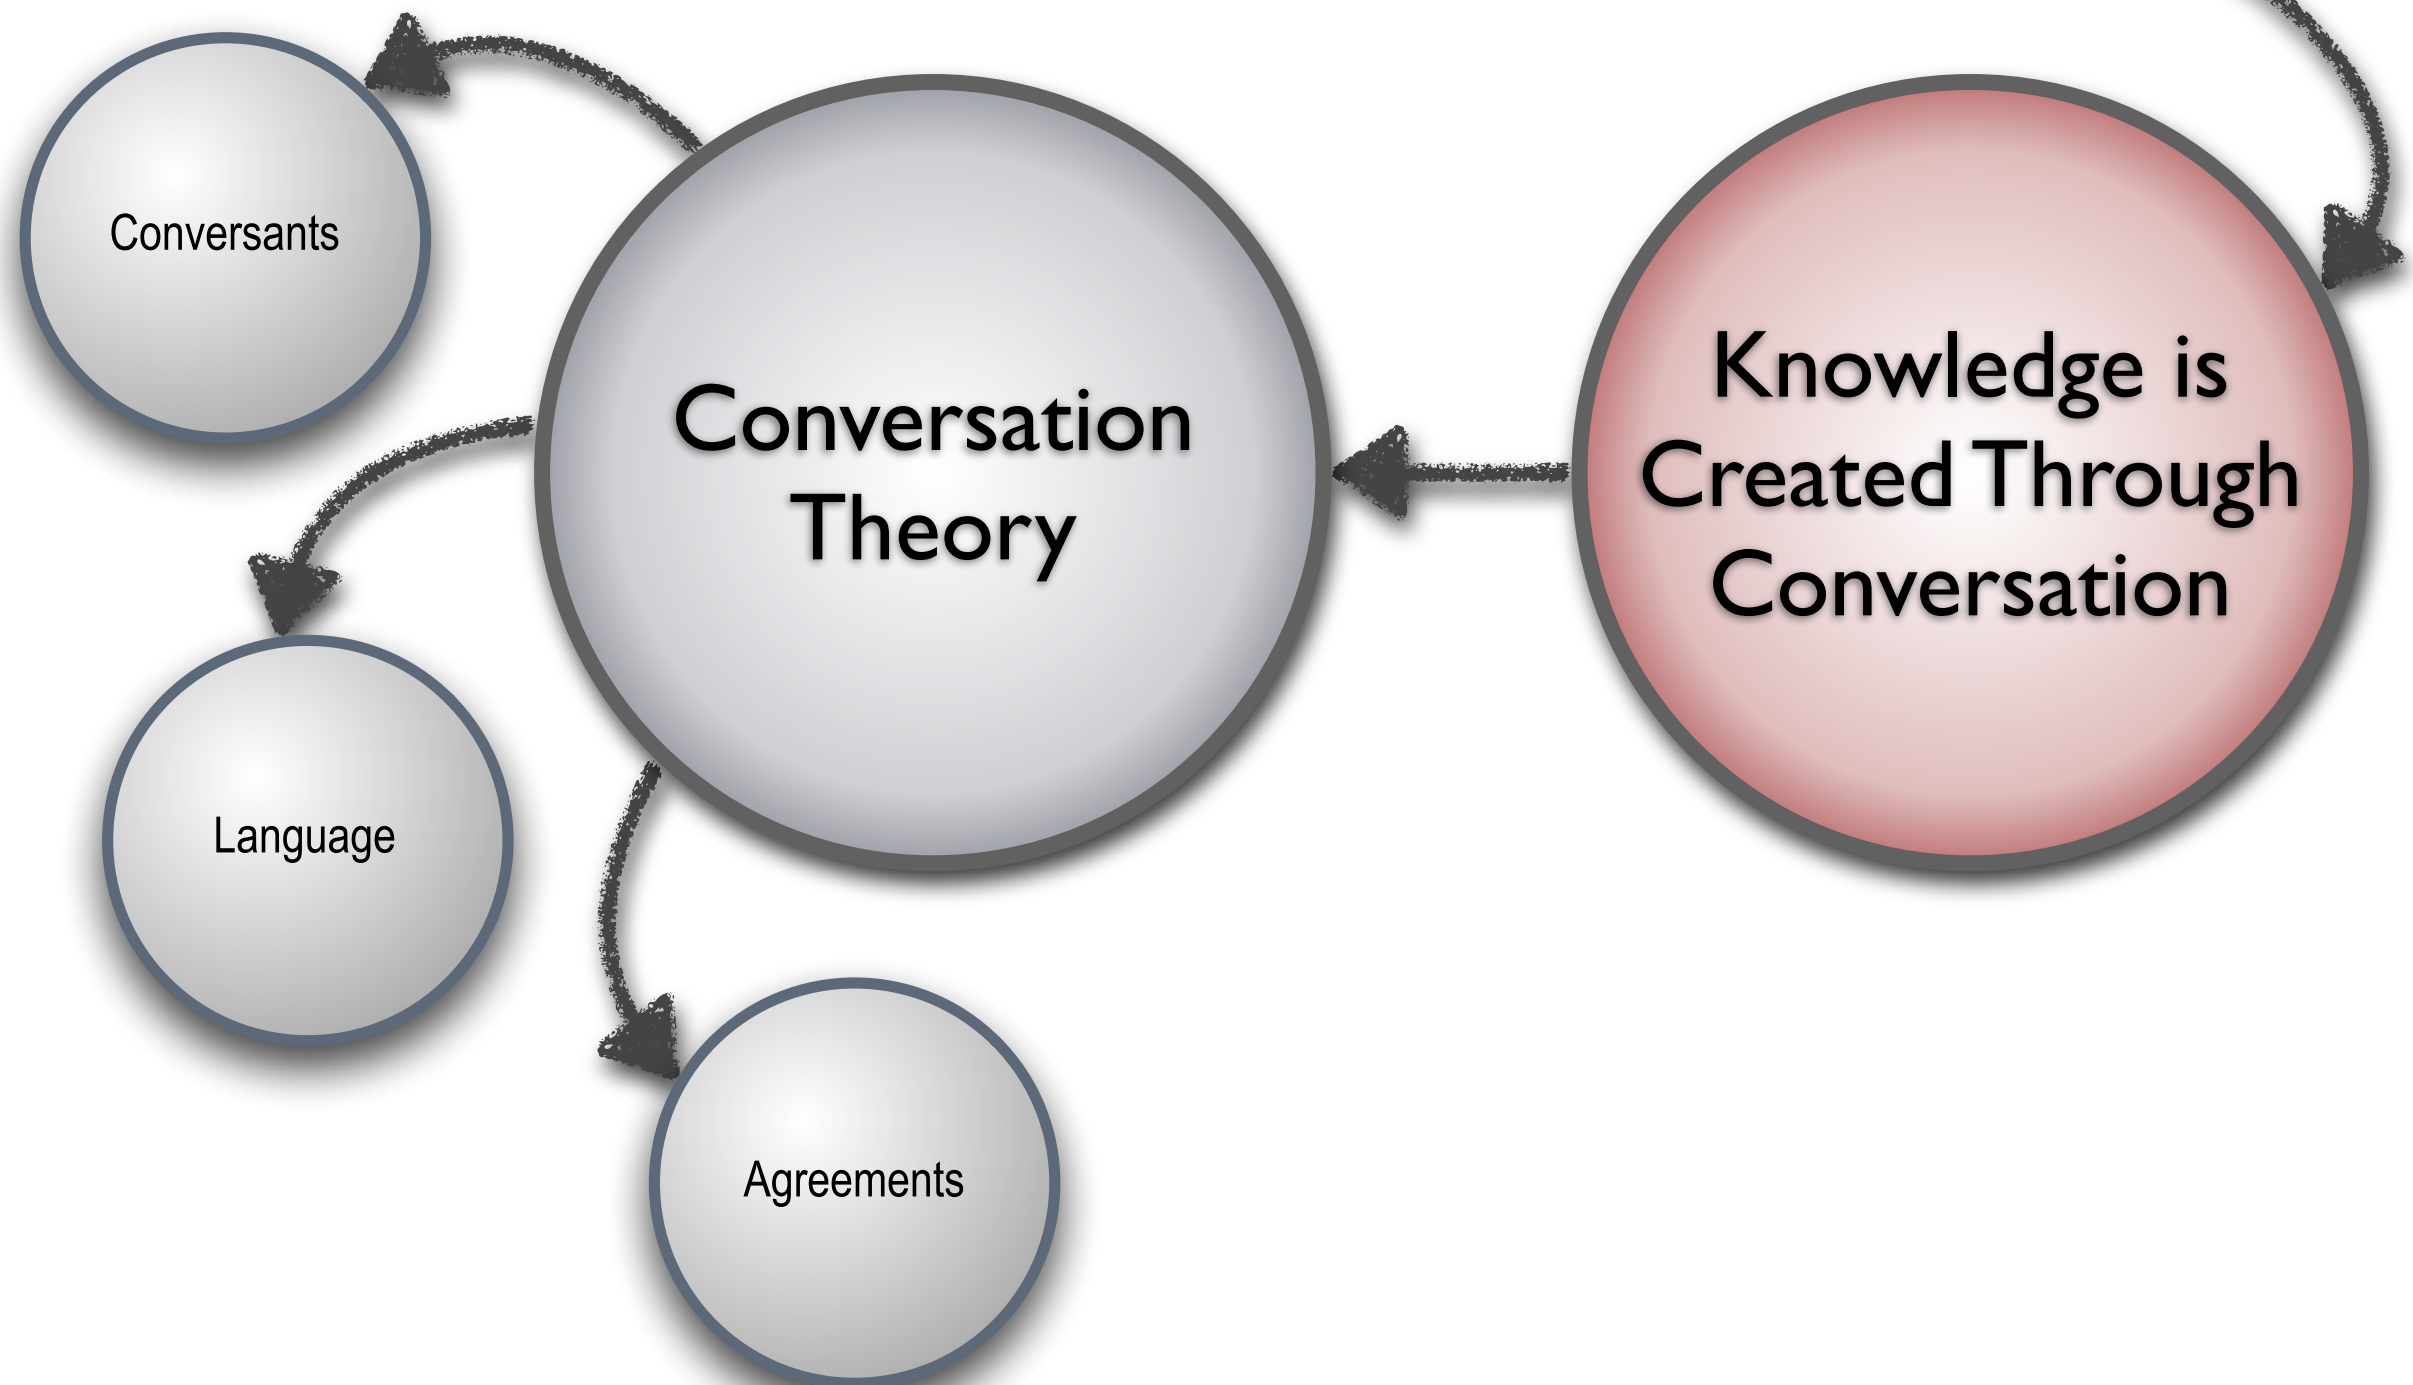 Conversants
Conversation
Theory
Knowledge is
Created Through
Conversation
Language
Agreements